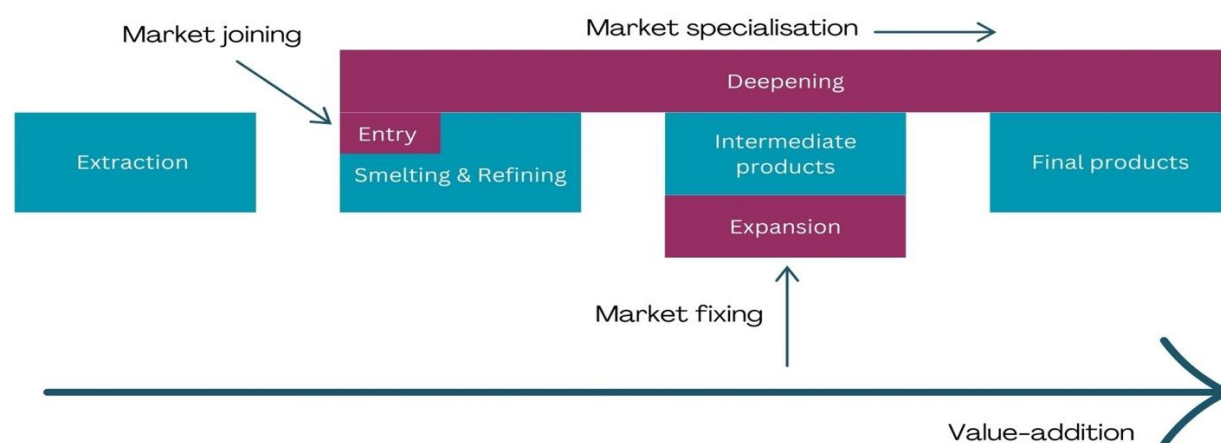 Market joining
Market specialisation
Deepening
Entry
Extraction
Smelting & Refining
Intermediate
products
Final products
Expansion
Market fixing
Value-addition